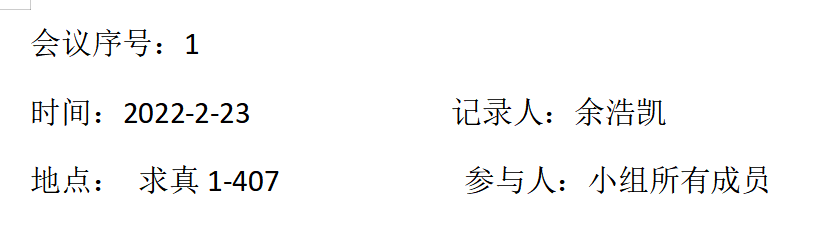 会议序号：1
时间：2022-2-23 记录人：余浩凯
地点： 求真 1-407 参与人：小组所有成员